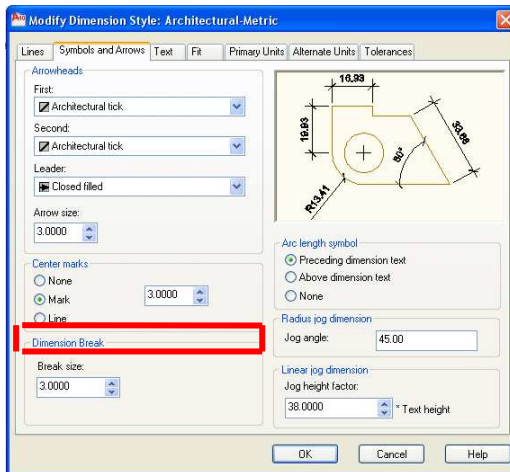 Modify Dimension Style: Architectural-Metric
Lines Symbols and Arrows Text Fit Primary Units Alternate Units Tolerances
Arrowheads
First:
Architectural tick
Second:
Architectural tick
Leader:
Closed filled
Arrow size:
3.0000
Center marks
None
Mark
3.0000
Line
Dimension Break
Break size:
3.0000
16.93
19.93
33.66
60°
R13.41
Arc length symbol
Preceding dimension text
Above dimension text
None
Radius jog dimension
Jog angle: 45.00
Linear jog dimension
Jog height factor:
38.0000 * Text height
OK Cancel Help